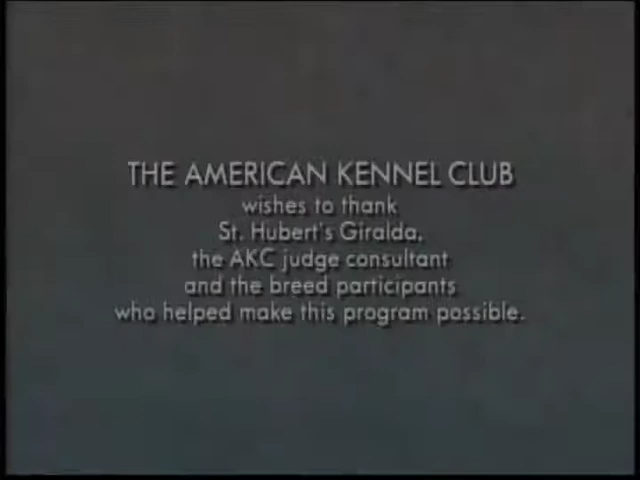 THE AMERICAN KENNEL CLUB
wishes to thank
St. Hubert's Giralda,
the AKC judge consultant
and the breed participants
who helped make this program possible.